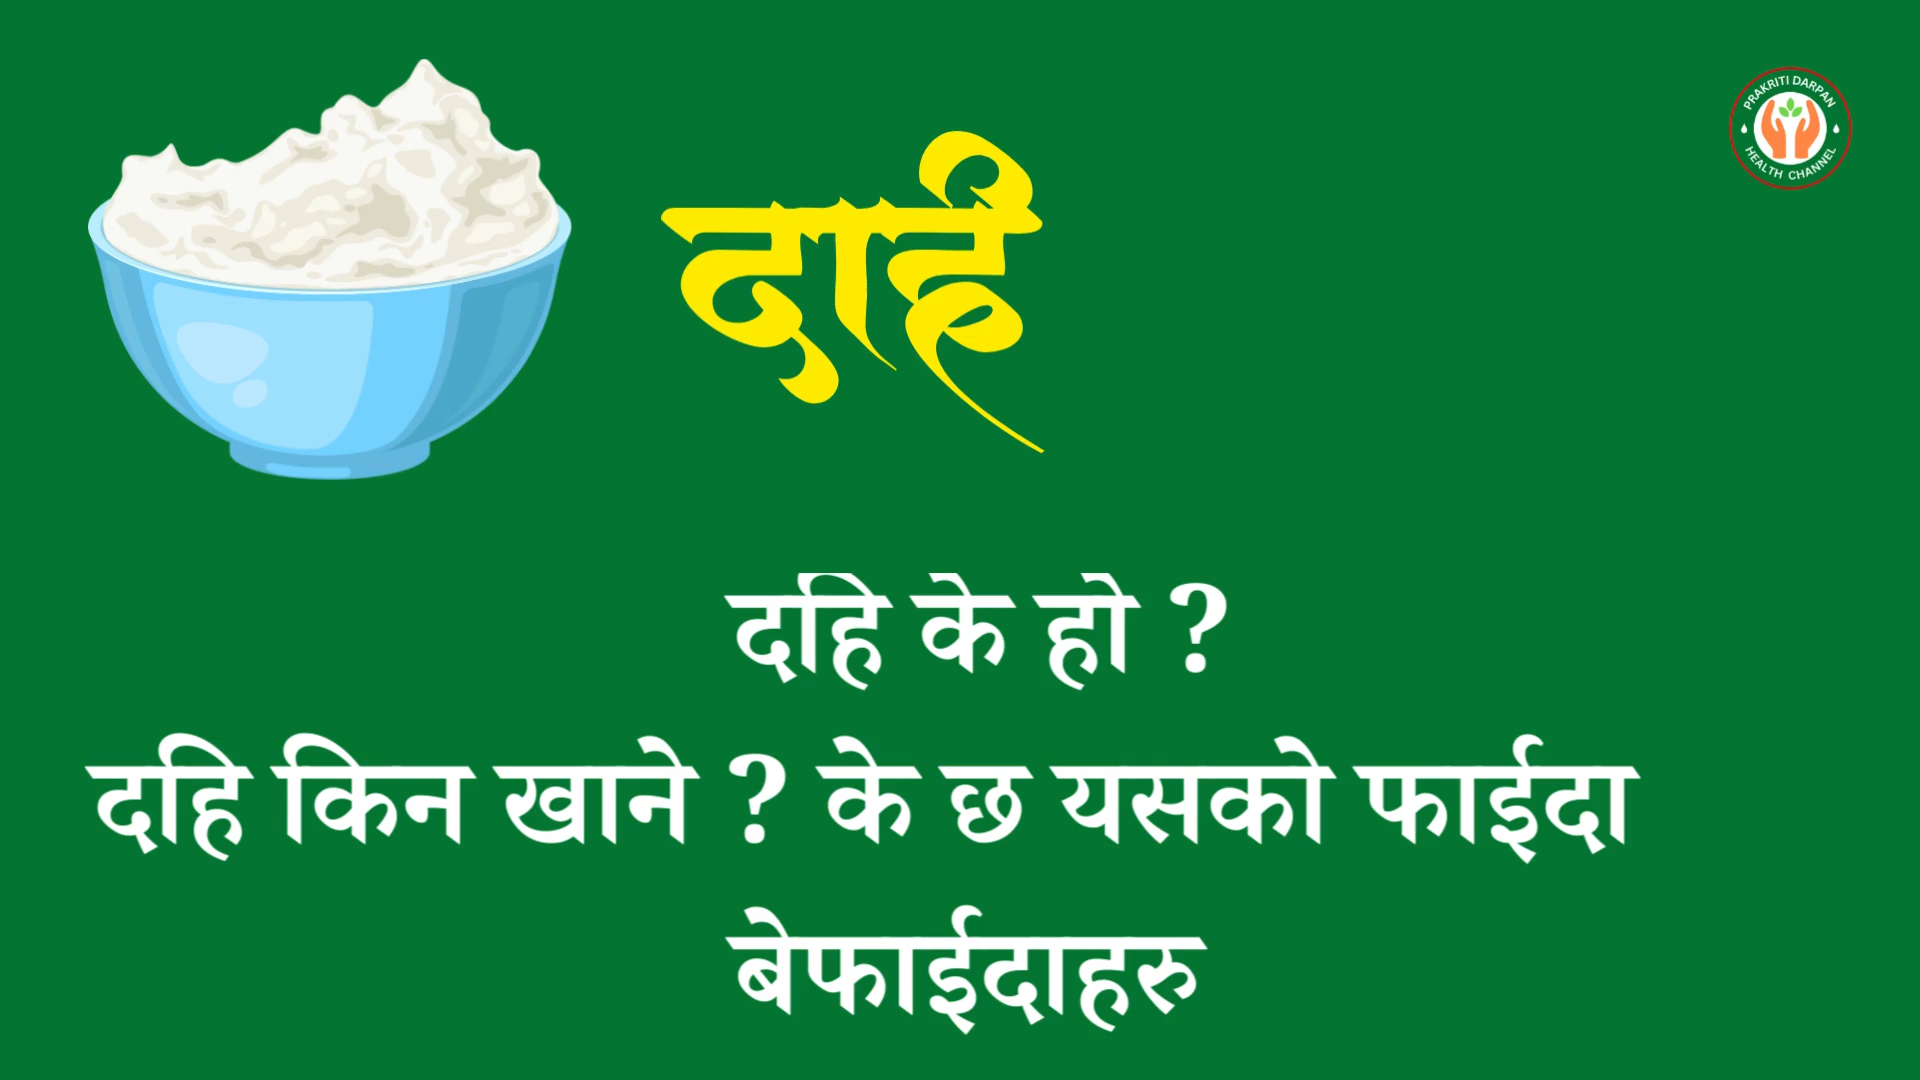 PRAKRITI DARPAN
HEALTH CHANNEL
दहि
दहि के हो ?
दहि किन खाने ? के छ यसको फाईदा
बेफाईदाहरु